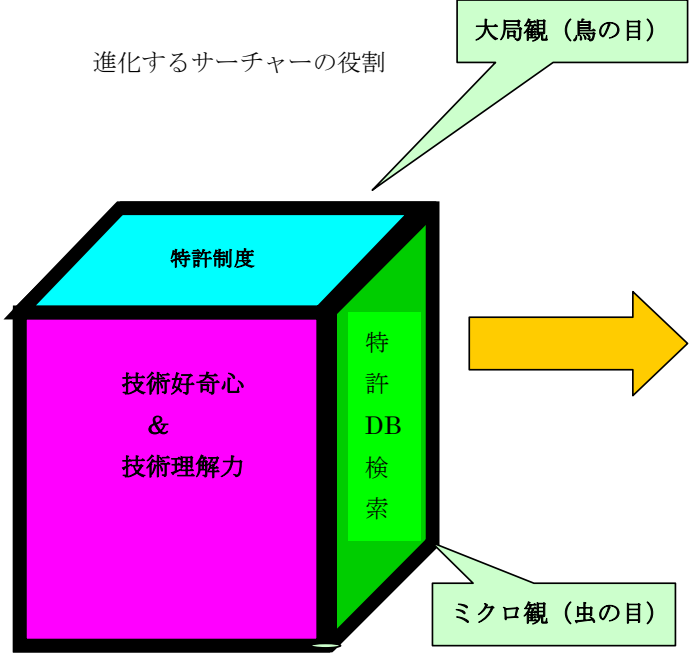 大局観（鳥の目）
進化するサーチャーの役割
特許制度
技術好奇心
&
技術理解力
特
許
DB
検
索
ミクロ観（虫の目）